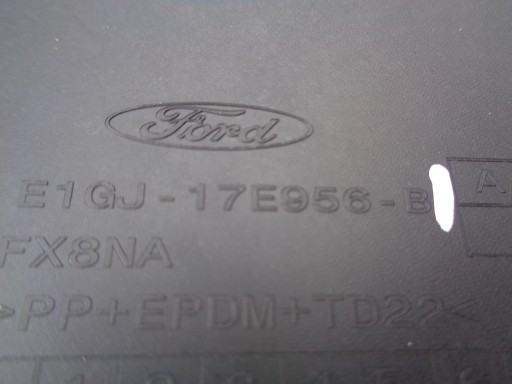 Ford
E1GJ-17E956-B
A
FX8NA
>PP+EPDM+TD22<